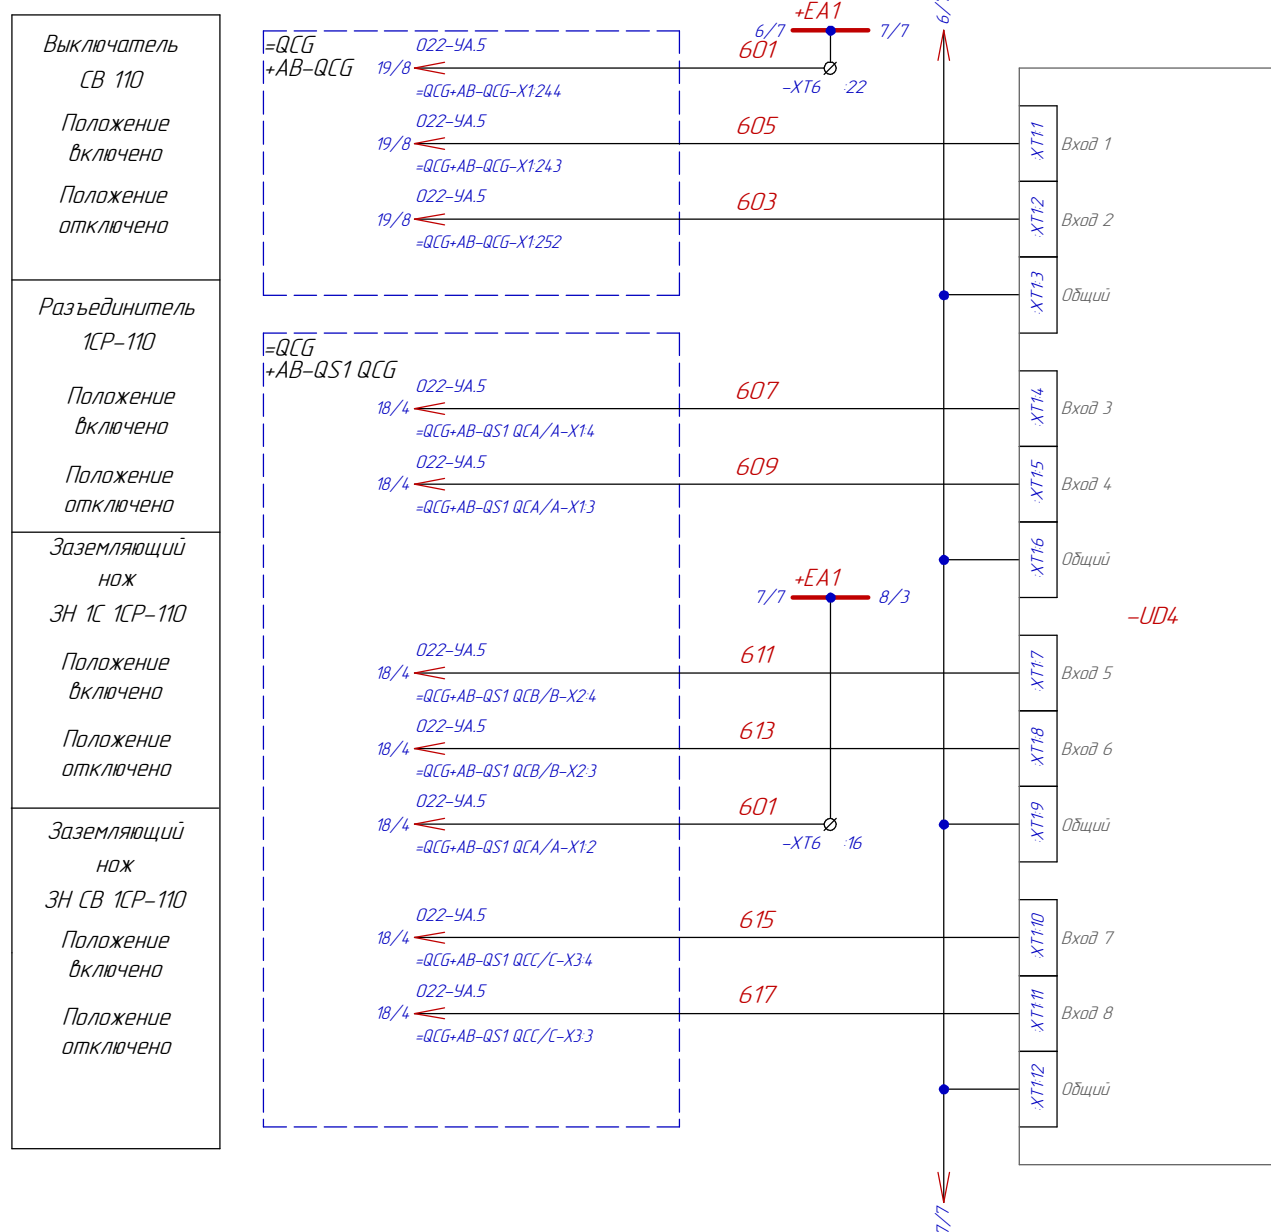 Выключатель
СВ 110
Положение
включено
Положение
отключено
Разъединитель
1СР-110
Положение
включено
Положение
отключено
Заземляющий
нож
ЗН 1С 1СР-110
Положение
включено
Положение
отключено
Заземляющий
нож
ЗН СВ 1СР-110
Положение
включено
Положение
отключено
=QCG
+AB-QCG
022-УА.5
19/8
=QCG+AB-QCG-X1:244
601
+EA1
6/7
7/7
-XT6 :22
022-УА.5
19/8
=QCG+AB-QCG-X1:243
605
022-УА.5
19/8
=QCG+AB-QCG-X1:252
603
=QCG
+AB-QS1 QCG
022-УА.5
18/4
=QCG+AB-QS1 QCA/A-X1:4
607
022-УА.5
18/4
=QCG+AB-QS1 QCA/A-X1:3
609
+EA1
7/7
8/3
022-УА.5
18/4
=QCG+AB-QS1 QCB/B-X2:4
611
022-УА.5
18/4
=QCG+AB-QS1 QCB/B-X2:3
613
022-УА.5
18/4
=QCG+AB-QS1 QCA/A-X1:2
601
-XT6 :16
022-УА.5
18/4
=QCG+AB-QS1 QCC/C-X3:4
615
022-УА.5
18/4
=QCG+AB-QS1 QCC/C-X3:3
617
:XT1:1 Вход 1
:XT1:2 Вход 2
:XT1:3 Общий
:XT1:4 Вход 3
:XT1:5 Вход 4
:XT1:6 Общий
-UD4
:XT1:7 Вход 5
:XT1:8 Вход 6
:XT1:9 Общий
:XT1:10 Вход 7
:XT1:11 Вход 8
:XT1:12 Общий
7/7